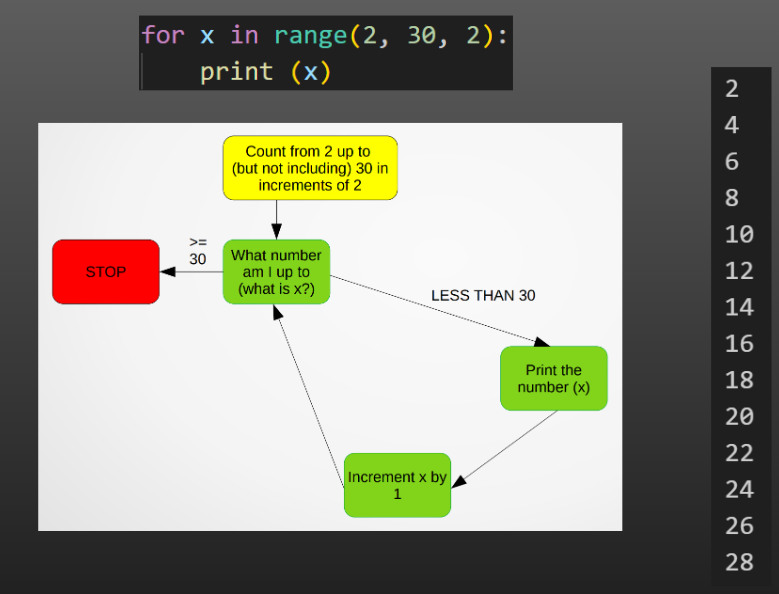 for x in range(2, 30, 2):
    print (x)
Count from 2 up to
(but not including) 30 in
increments of 2
STOP
>=
30
What number
am I up to
(what is x?)
LESS THAN 30
Print the
number (x)
Increment x by
1
2
4
6
8
10
12
14
16
18
20
22
24
26
28